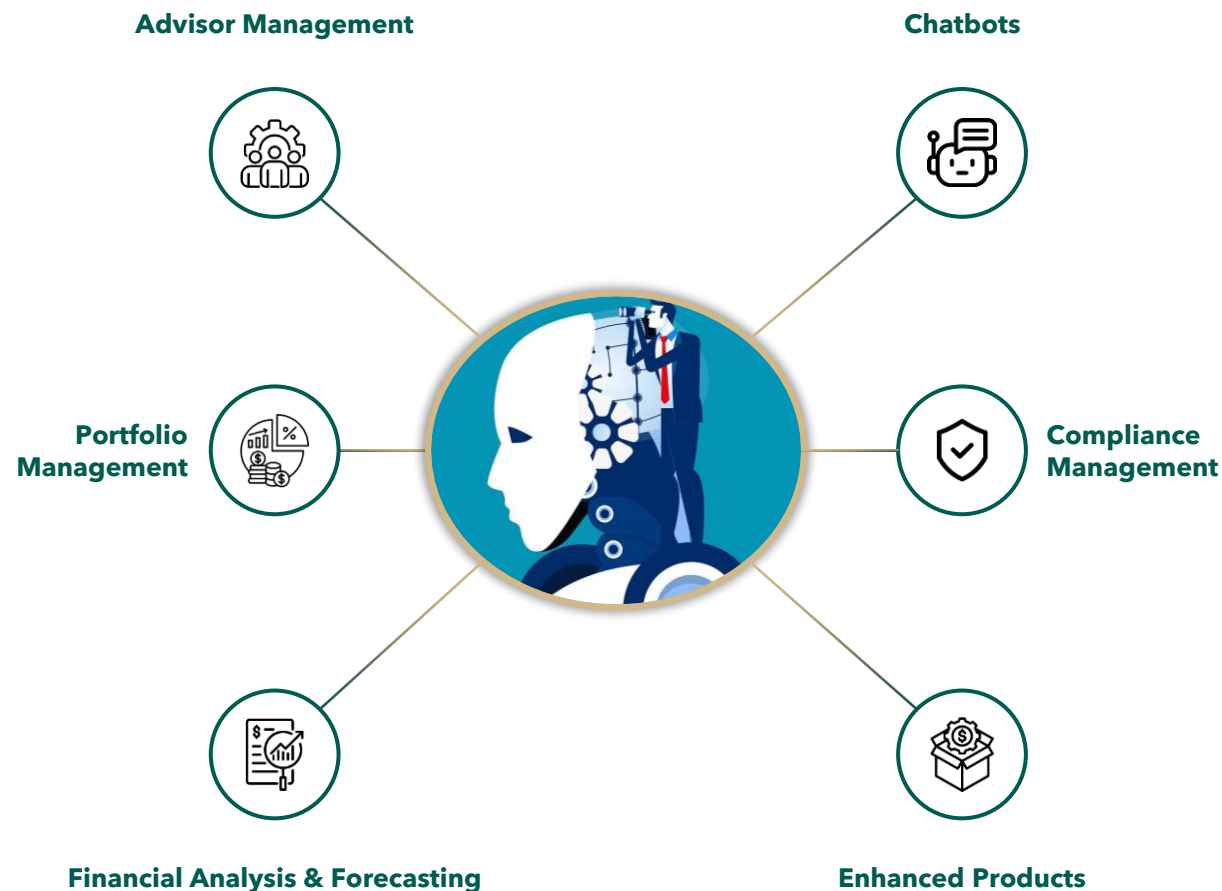 Advisor Management
Chatbots
Portfolio
Management
Compliance
Management
Financial Analysis & Forecasting
Enhanced Products